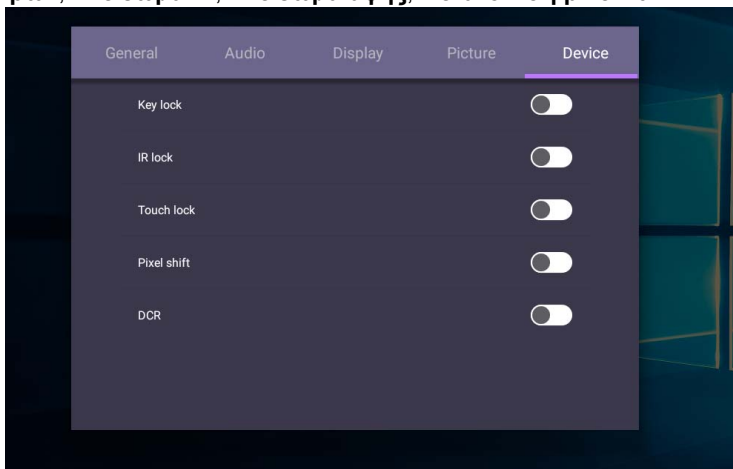 General Audio Display Picture Device
Key lock
IR lock
Touch lock
Pixel shift
DCR